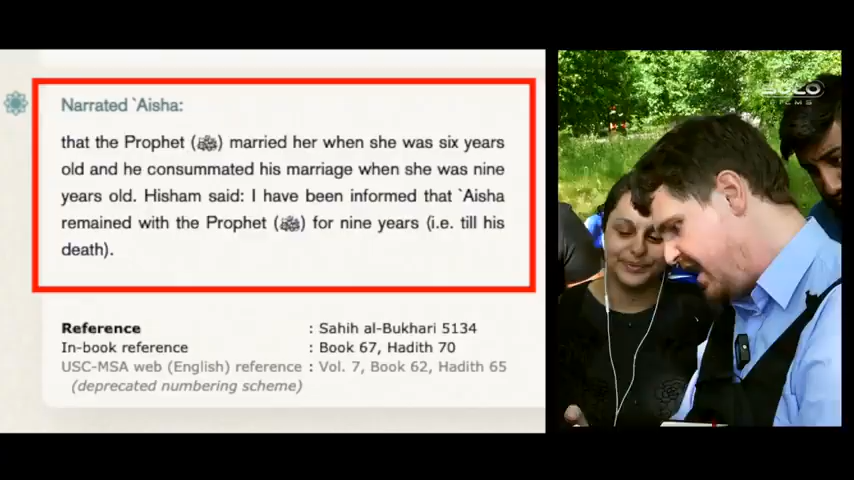 Narrated `Aisha:
that the Prophet (ﷺ) married her when she was six years
old and he consummated his marriage when she was nine
years old. Hisham said: I have been informed that `Aisha
remained with the Prophet (ﷺ) for nine years (i.e. till his
death).
Reference : Sahih al-Bukhari 5134
In-book reference : Book 67, Hadith 70
USC-MSA web (English) reference : Vol. 7, Book 62, Hadith 65
(deprecated numbering scheme)
FILMS